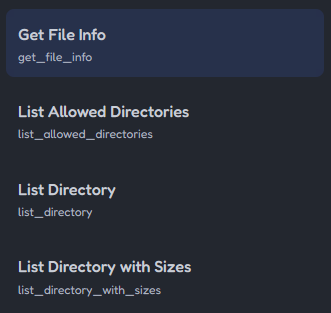 Get File Info
get_file_info
List Allowed Directories
list_allowed_directories
List Directory
list_directory
List Directory with Sizes
list_directory_with_sizes